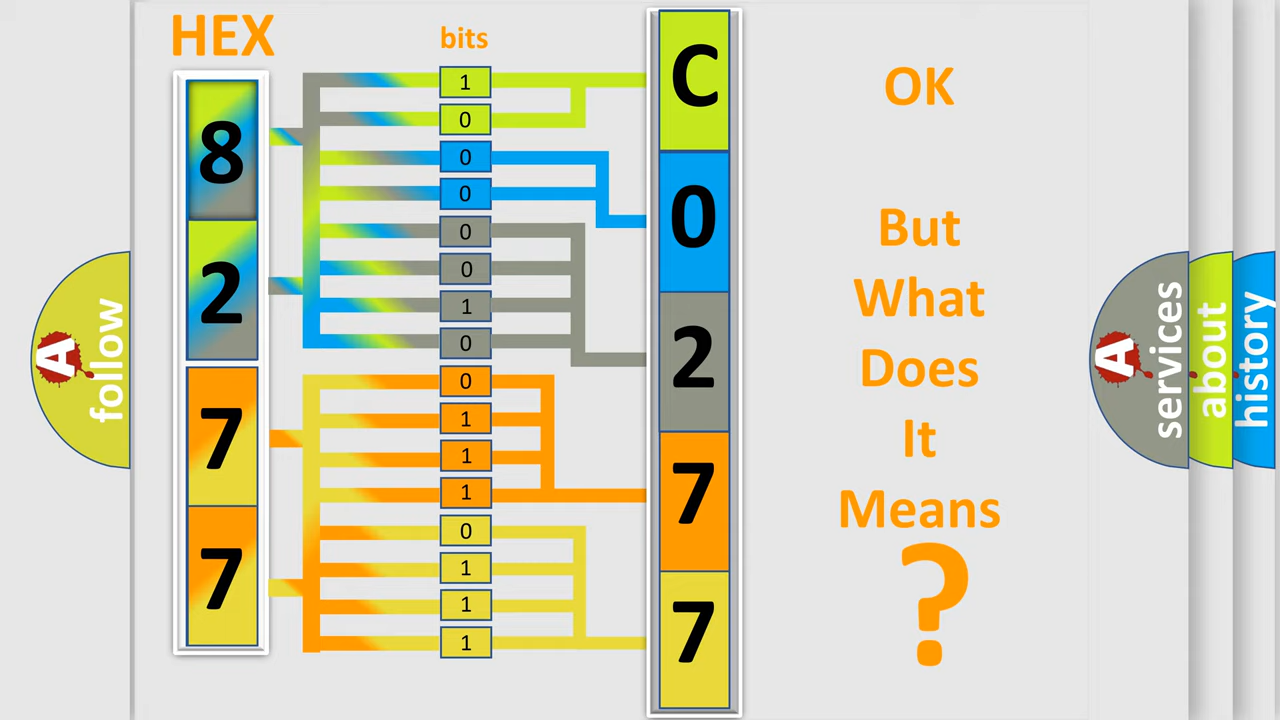 HEX
8
2
7
7
bits
1
0
0
0
0
0
1
0
0
1
1
1
0
1
1
1
C
0
2
7
7
OK
But
What
Does
It
Means
?
A
follow
A
services
about
history